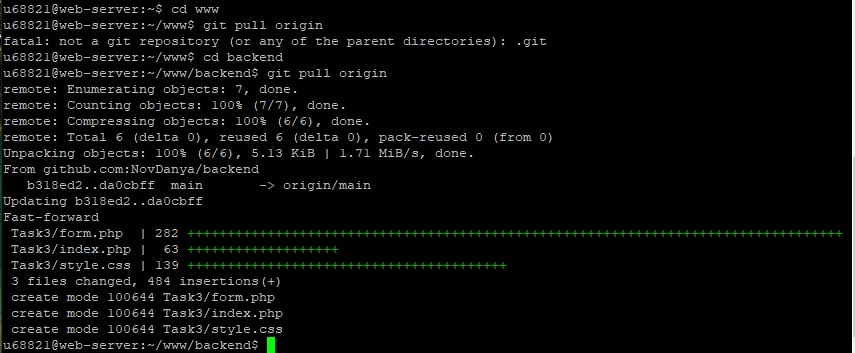 u68821@web-server:~$ cd www
u68821@web-server:~/www$ git pull origin
fatal: not a git repository (or any of the parent directories): .git
u68821@web-server:~/www$ cd backend
u68821@web-server:~/www/backend$ git pull origin
remote: Enumerating objects: 7, done.
remote: Counting objects: 100% (7/7), done.
remote: Compressing objects: 100% (6/6), done.
remote: Total 6 (delta 0), reused 6 (delta 0), pack-reused 0 (from 0)
Unpacking objects: 100% (6/6), 5.13 KiB | 1.71 MiB/s, done.
From github.com:NovDanya/backend
   b318ed2..da0cbff  main       -> origin/main
Updating b318ed2..da0cbff
Fast-forward
 Task3/form.php  | 282 ++++++++++++++++++++++++++++++++++++++++++++++++++++++++++++++++++++++++++++++++++
 Task3/index.php |  63 +++++++++++++++++++
 Task3/style.css | 139 ++++++++++++++++++++++++++++++++++++++++
 3 files changed, 484 insertions(+)
 create mode 100644 Task3/form.php
 create mode 100644 Task3/index.php
 create mode 100644 Task3/style.css
u68821@web-server:~/www/backend$